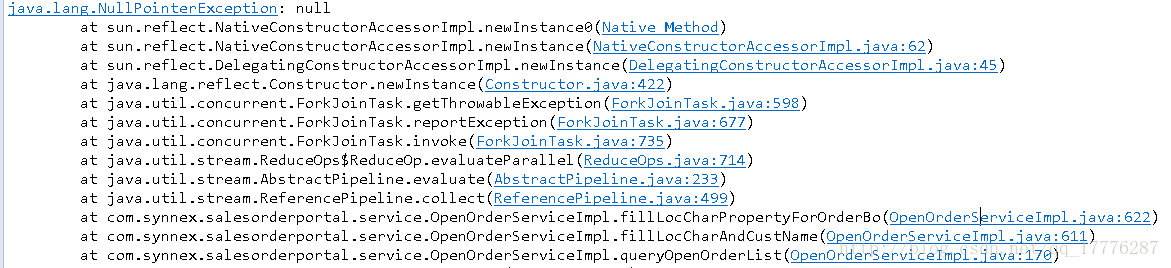 java.lang.NullPointerException: null
at sun.reflect.NativeConstructorAccessorImpl.newInstance0(Native Method)
at sun.reflect.NativeConstructorAccessorImpl.newInstance(NativeConstructorAccessorImpl.java:62)
at sun.reflect.DelegatingConstructorAccessorImpl.newInstance(DelegatingConstructorAccessorImpl.java:45)
at java.lang.reflect.Constructor.newInstance(Constructor.java:422)
at java.util.concurrent.ForkJoinTask.getThrowableException(ForkJoinTask.java:598)
at java.util.concurrent.ForkJoinTask.reportException(ForkJoinTask.java:677)
at java.util.concurrent.ForkJoinTask.invoke(ForkJoinTask.java:735)
at java.util.stream.ReduceOps$ReduceOp.evaluateParallel(ReduceOps.java:714)
at java.util.stream.AbstractPipeline.evaluate(AbstractPipeline.java:233)
at java.util.stream.ReferencePipeline.collect(ReferencePipeline.java:499)
at com.synnex.salesorderportal.service.OpenOrderServiceImpl.fillLocCharPropertyForOrderBo(OpenOrderServiceImpl.java:622)
at com.synnex.salesorderportal.service.OpenOrderServiceImpl.fillLocCharAndCustName(OpenOrderServiceImpl.java:611)
at com.synnex.salesorderportal.service.OpenOrderServiceImpl.queryOpenOrderList(OpenOrderServiceImpl.java:170)